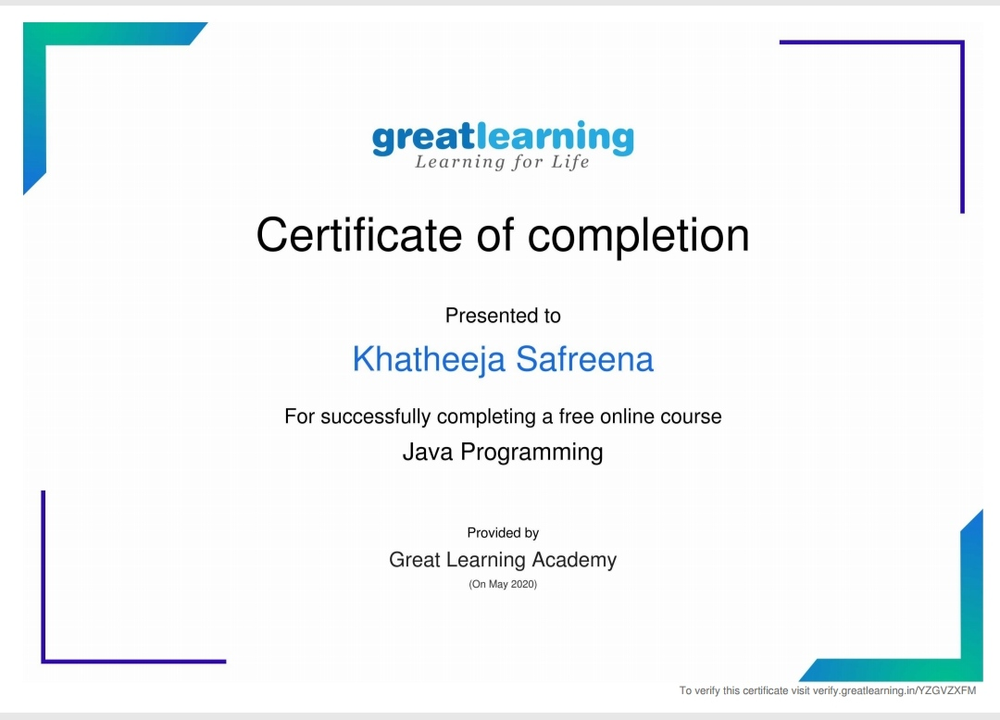 greatlearning
Learning for Life
Certificate of completion
Presented to
Khatheeja Safreena
For successfully completing a free online course
Java Programming
Provided by
Great Learning Academy
(On May 2020)
To verify this certificate visit verify.greatlearning.in/YZGVZXFM